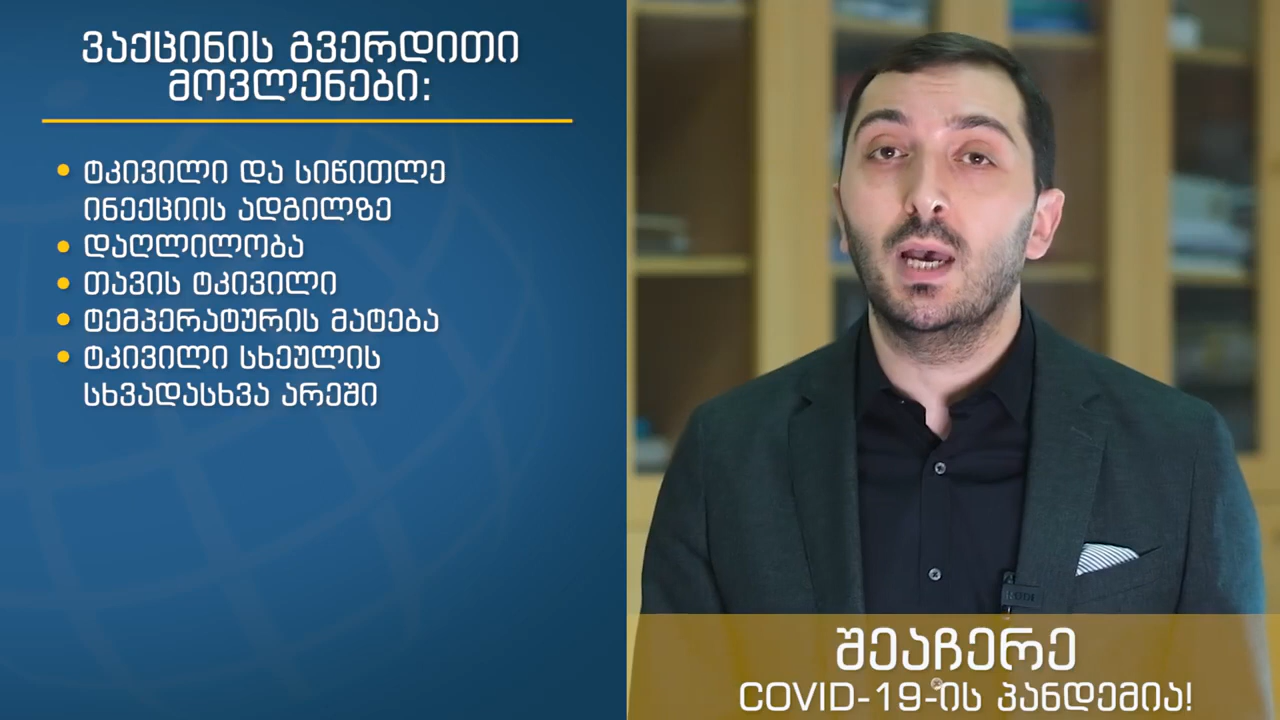 ვაქცინის გვერდითი
მოვლენები:
ტკივილი და სიწითლე
ინექციის ადგილზე
დაღლილობა
თავის ტკივილი
ტემპერატურის მატება
ტკივილი სხეულის
სხვადასხვა არეში
RODE
შეაჩერე
COVID-19-ის პანდემია!